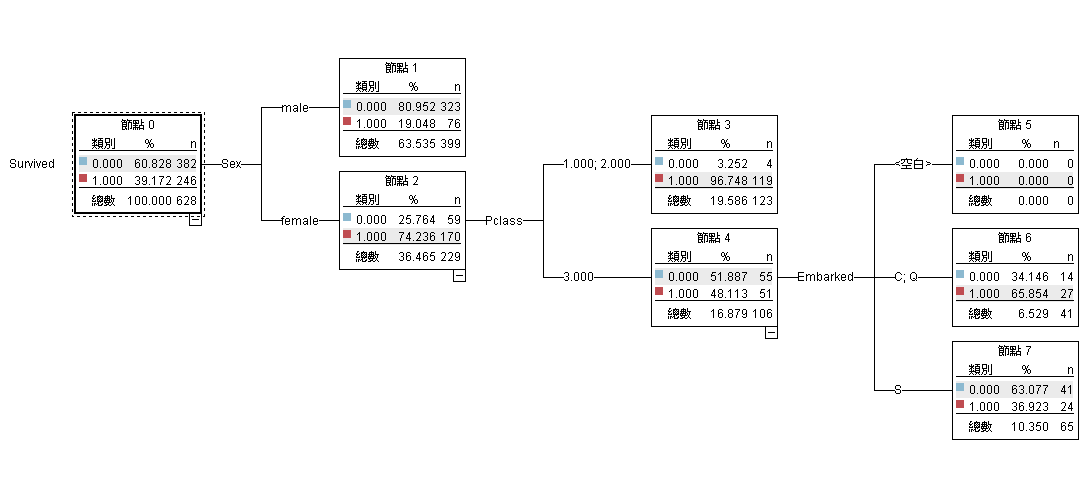 Survived
節點 0
類別 % n
0.000 60.828 382
1.000 39.172 246
總數 100.000 628
Sex
male
節點 1
類別 % n
0.000 80.952 323
1.000 19.048 76
總數 63.535 399
female
節點 2
類別 % n
0.000 25.764 59
1.000 74.236 170
總數 36.465 229
Pclass
1.000; 2.000
節點 3
類別 % n
0.000 3.252 4
1.000 96.748 119
總數 19.586 123
3.000
節點 4
類別 % n
0.000 51.887 55
1.000 48.113 51
總數 16.879 106
Embarked
<空白>
節點 5
類別 % n
0.000 0.000 0
1.000 0.000 0
總數 0.000 0
C; Q
節點 6
類別 % n
0.000 34.146 14
1.000 65.854 27
總數 6.529 41
S
節點 7
類別 % n
0.000 63.077 41
1.000 36.923 24
總數 10.350 65